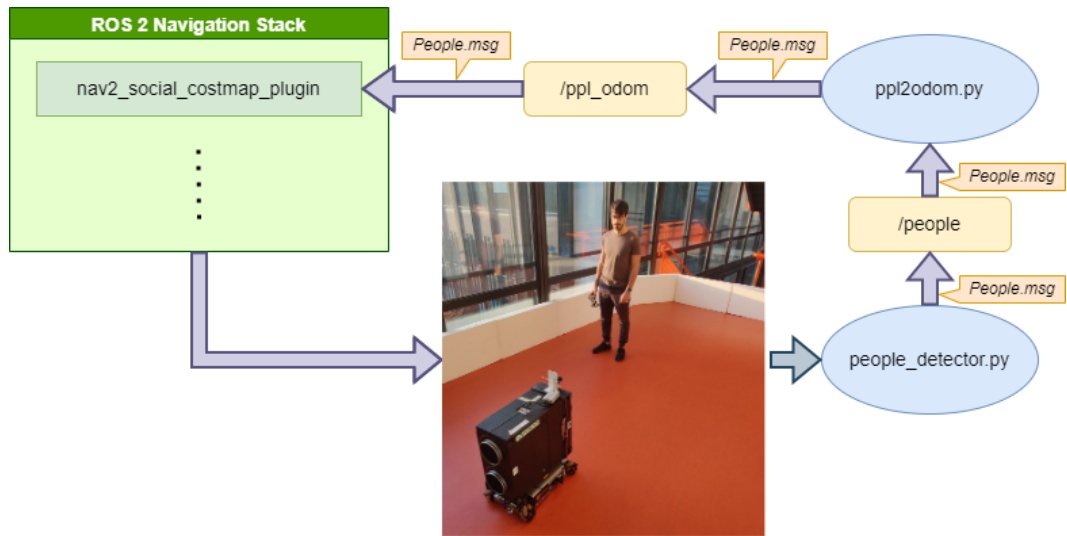 ROS 2 Navigation Stack
People.msg
People.msg
nav2_social_costmap_plugin
/ppl_odom
ppl2odom.py
People.msg
/people
People.msg
people_detector.py